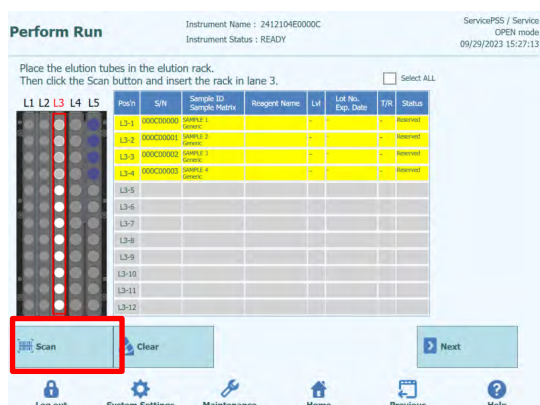 Perform Run
Instrument Name : 2412104E0000C
Instrument Status : READY
ServicePSS / Service
OPEN mode
09/29/2023 15:27:13
Place the elution tubes in the elution rack.
Then click the Scan button and insert the rack in lane 3.
Select ALL
L1 L2 L3 L4 L5
Pos'n S/N Sample ID Sample Matrix Reagent Name Lvl Lot No. Exp. Date T/R Status
L3-1 000C00000 SAMPLE 1 Generic - - - Reserved
L3-2 000C00001 SAMPLE 2 Generic - - - Reserved
L3-3 000C00002 SAMPLE 3 Generic - - - Reserved
L3-4 000C00003 SAMPLE 4 Generic - - - Reserved
L3-5
L3-6
L3-7
L3-8
L3-9
L3-10
L3-11
L3-12
Scan
Clear
Next
Log out System Settings Maintenance Home Previous Help